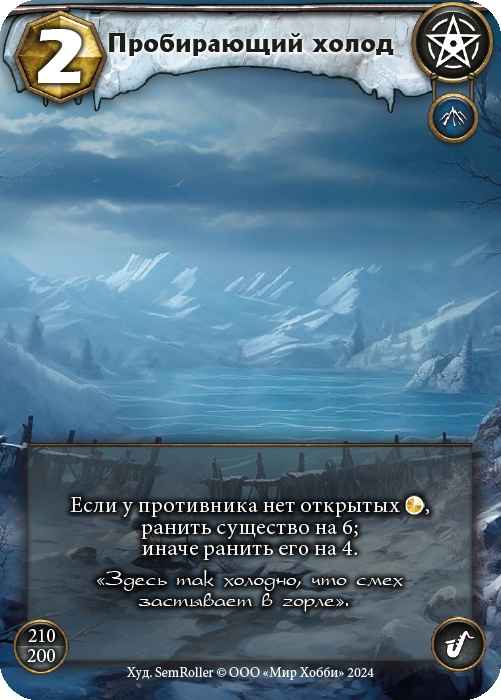 2
Пробирающий холод
Если у противника нет открытых ,
ранить существо на 6;
иначе ранить его на 4.
«Здесь так холодно, что смех
застывает в горле».
210
200
Худ. SemRoller © ООО «Мир Хобби» 2024